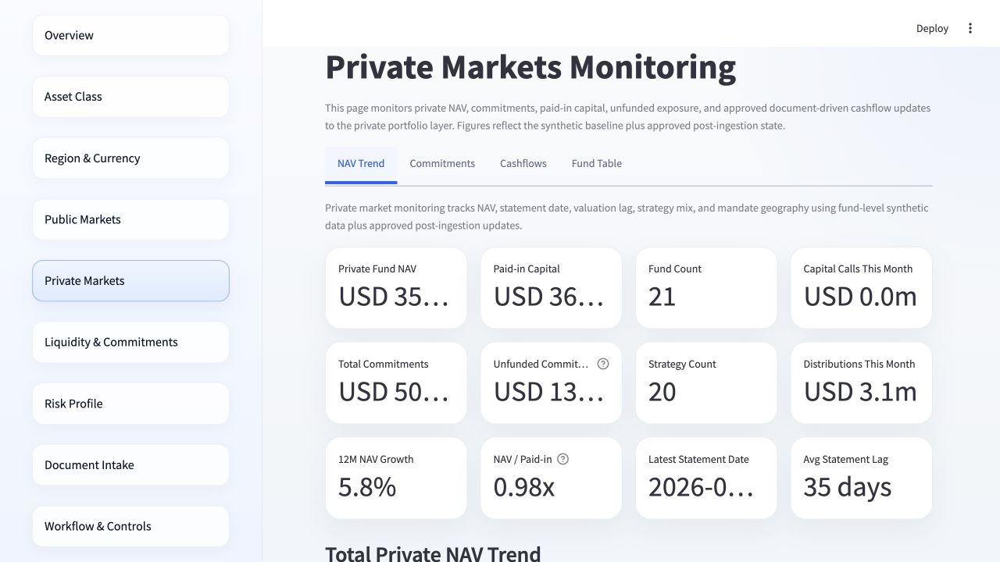 Overview
Asset Class
Region & Currency
Public Markets
Private Markets
Liquidity & Commitments
Risk Profile
Document Intake
Workflow & Controls
Deploy
Private Markets Monitoring
This page monitors private NAV, commitments, paid-in capital, unfunded exposure, and approved document-driven cashflow updates
to the private portfolio layer. Figures reflect the synthetic baseline plus approved post-ingestion state.
NAV Trend Commitments Cashflows Fund Table
Private market monitoring tracks NAV, statement date, valuation lag, strategy mix, and mandate geography using fund-level synthetic
data plus approved post-ingestion updates.
Private Fund NAV
USD 35…
Paid-in Capital
USD 36…
Fund Count
21
Capital Calls This Month
USD 0.0m
Total Commitments
USD 50…
Unfunded Commit…
USD 13…
Strategy Count
20
Distributions This Month
USD 3.1m
12M NAV Growth
5.8%
NAV / Paid-in
0.98x
Latest Statement Date
2026-0…
Avg Statement Lag
35 days
Total Private NAV Trend